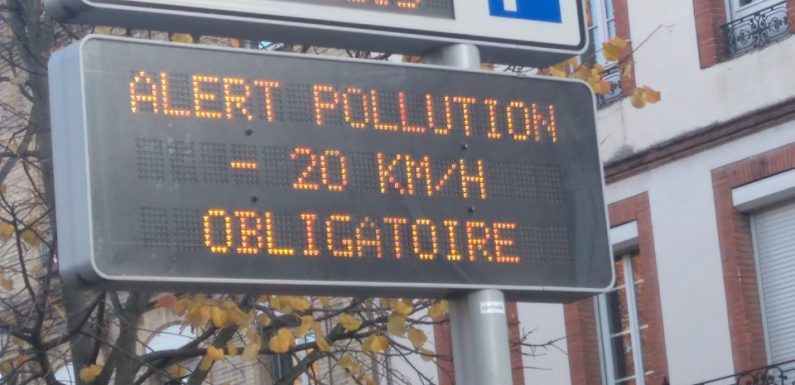 ALERT POLLUTION
- 20 KM/H
OBLIGATOIRE